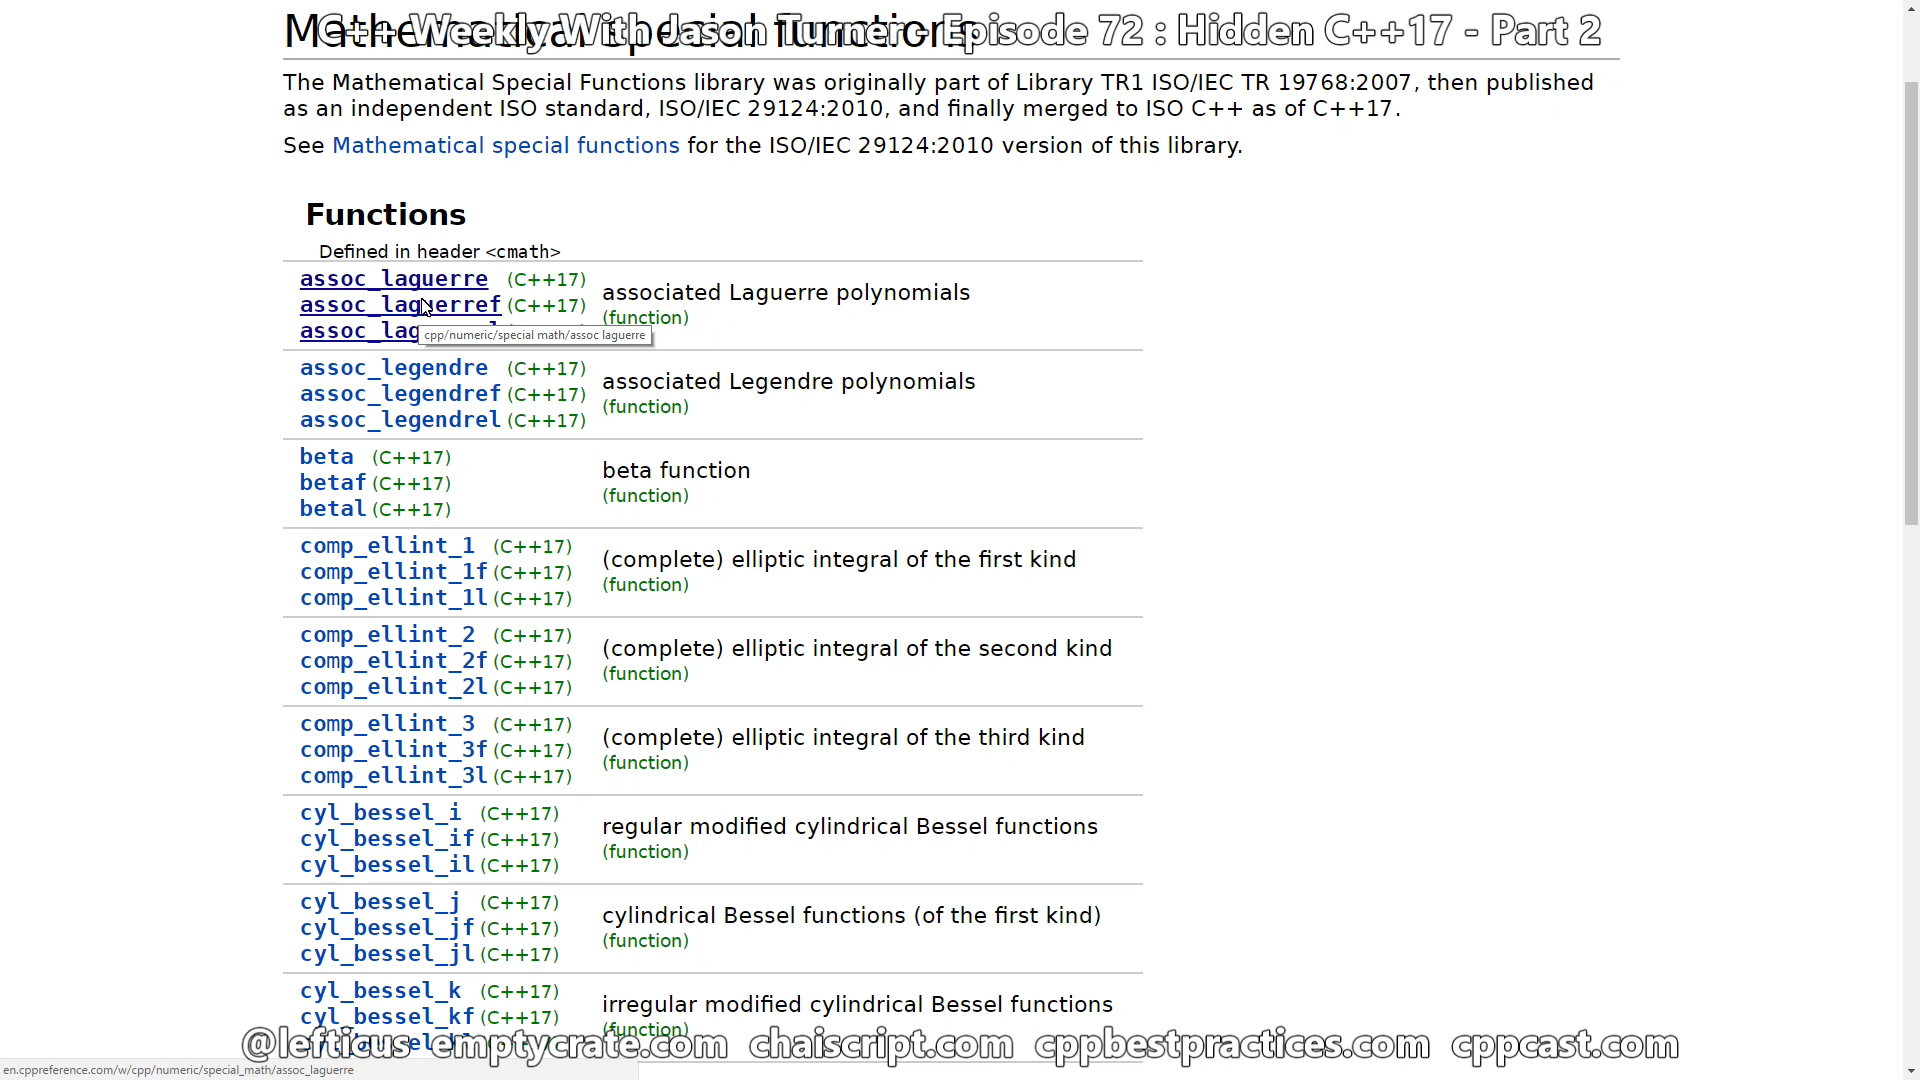 Mathematical special functions
C++ Weekly With Jason Turner - Episode 72 : Hidden C++17 - Part 2
The Mathematical Special Functions library was originally part of Library TR1 ISO/IEC TR 19768:2007, then published
as an independent ISO standard, ISO/IEC 29124:2010, and finally merged to ISO C++ as of C++17.
See Mathematical special functions for the ISO/IEC 29124:2010 version of this library.
Functions
Defined in header <cmath>
assoc_laguerre (C++17)
assoc_laguerref (C++17)
assoc_lag
associated Laguerre polynomials
(function)
cpp/numeric/special math/assoc laguerre
assoc_legendre (C++17)
assoc_legendref (C++17)
assoc_legendrel (C++17)
associated Legendre polynomials
(function)
beta (C++17)
betaf (C++17)
betal (C++17)
beta function
(function)
comp_ellint_1 (C++17)
comp_ellint_1f (C++17)
comp_ellint_1l (C++17)
(complete) elliptic integral of the first kind
(function)
comp_ellint_2 (C++17)
comp_ellint_2f (C++17)
comp_ellint_2l (C++17)
(complete) elliptic integral of the second kind
(function)
comp_ellint_3 (C++17)
comp_ellint_3f (C++17)
comp_ellint_3l (C++17)
(complete) elliptic integral of the third kind
(function)
cyl_bessel_i (C++17)
cyl_bessel_if (C++17)
cyl_bessel_il (C++17)
regular modified cylindrical Bessel functions
(function)
cyl_bessel_j (C++17)
cyl_bessel_jf (C++17)
cyl_bessel_jl (C++17)
cylindrical Bessel functions (of the first kind)
(function)
cyl_bessel_k (C++17)
cyl_bessel_kf (C++17)
irregular modified cylindrical Bessel functions
(function)
@lefticus emptycrate.com chaiscript.com cppbestpractices.com cppcast.com
en.cppreference.com/w/cpp/numeric/special_math/assoc_laguerre